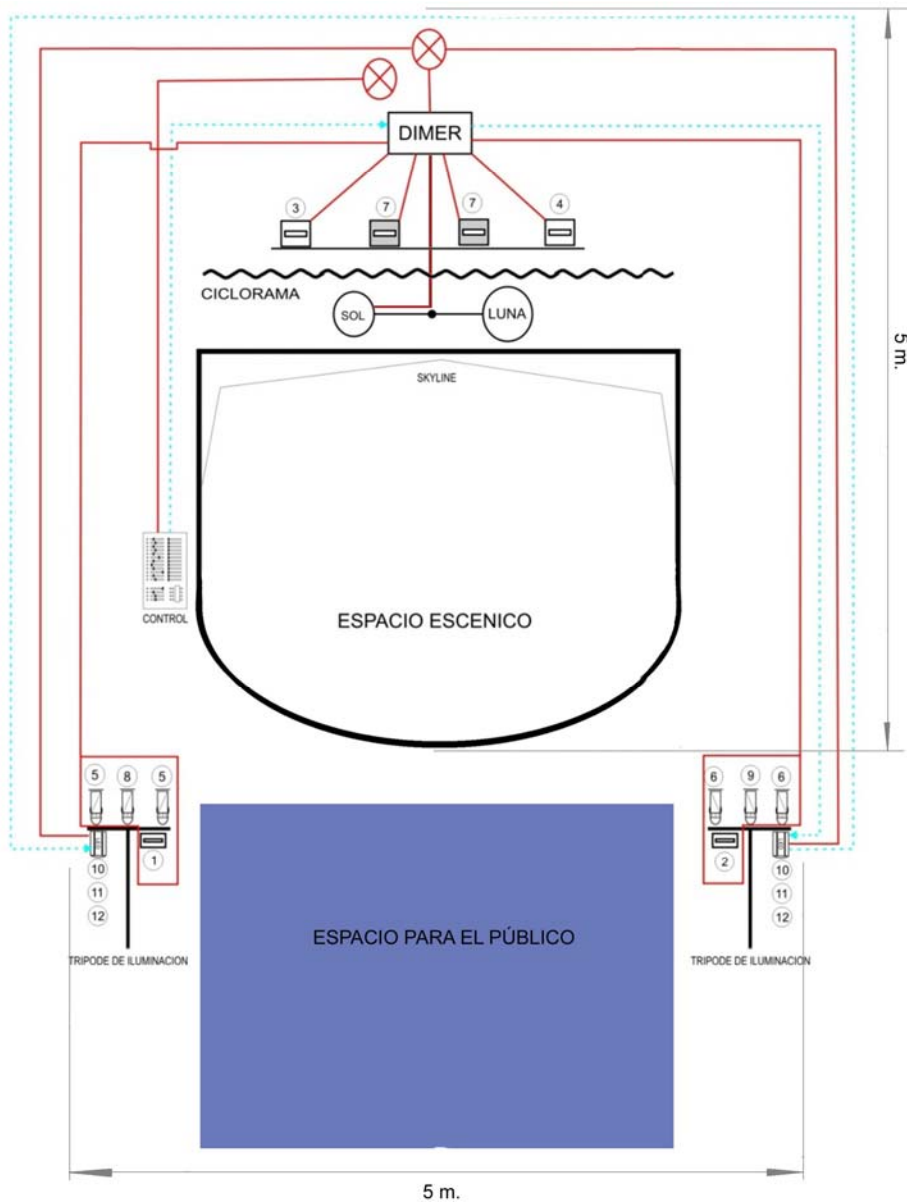 DIMER
3
7
7
4
CICLORAMA
SOL
LUNA
5 m.
SKYLINE
CONTROL
ESPACIO ESCENICO
5
8
5
6
9
6
1
2
10
11
12
10
11
12
TRIPODE DE ILUMINACION
TRIPODE DE ILUMINACION
ESPACIO PARA EL PÚBLICO
5 m.